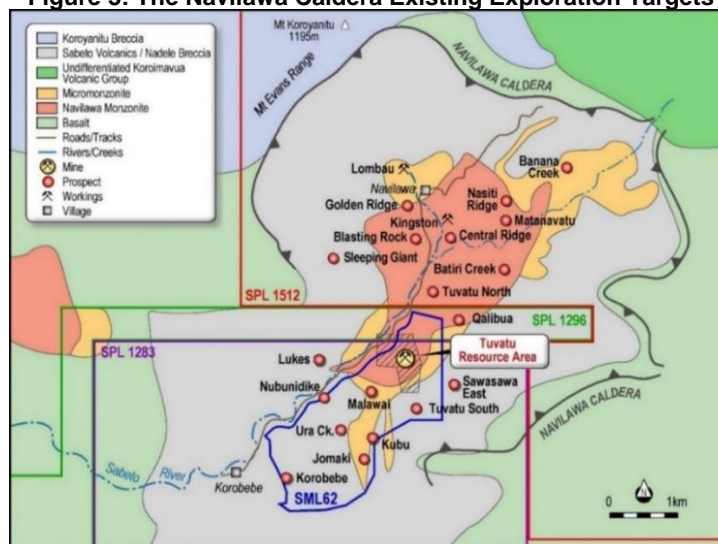 Figure 5: The Navilawa Caldera Existing Exploration Targets
Koroyanitu Breccia
Sabeto Volcanics / Nadele Breccia
Undifferentiated Koroimavua
Volcanic Group
Micromonzonite
Navilawa Monzonite
Basalt
Roads/Tracks
Rivers/Creeks
Mine
Prospect
Workings
Village
Mt Koroyanitu
1195m
Mt Evans Range
NAVILAWA CALDERA
Lombau
Navilawa
Banana
Creek
Golden Ridge
Nasiti
Ridge
Kingston
Matanavatu
Blasting Rock
Central Ridge
Sleeping Giant
Batiri Creek
Tuvatu North
SPL 1512
Qalibua
SPL 1296
SPL 1283
Tuvatu
Resource Area
Lukes
Nubunidike
Sawasawa
East
Malawai
Tuvatu South
NAVILAWA CALDERA
Ura Ck.
Kubu
Jomaki
Sabeto River
Korobebe
Korobebe
SML62
N
0 1km